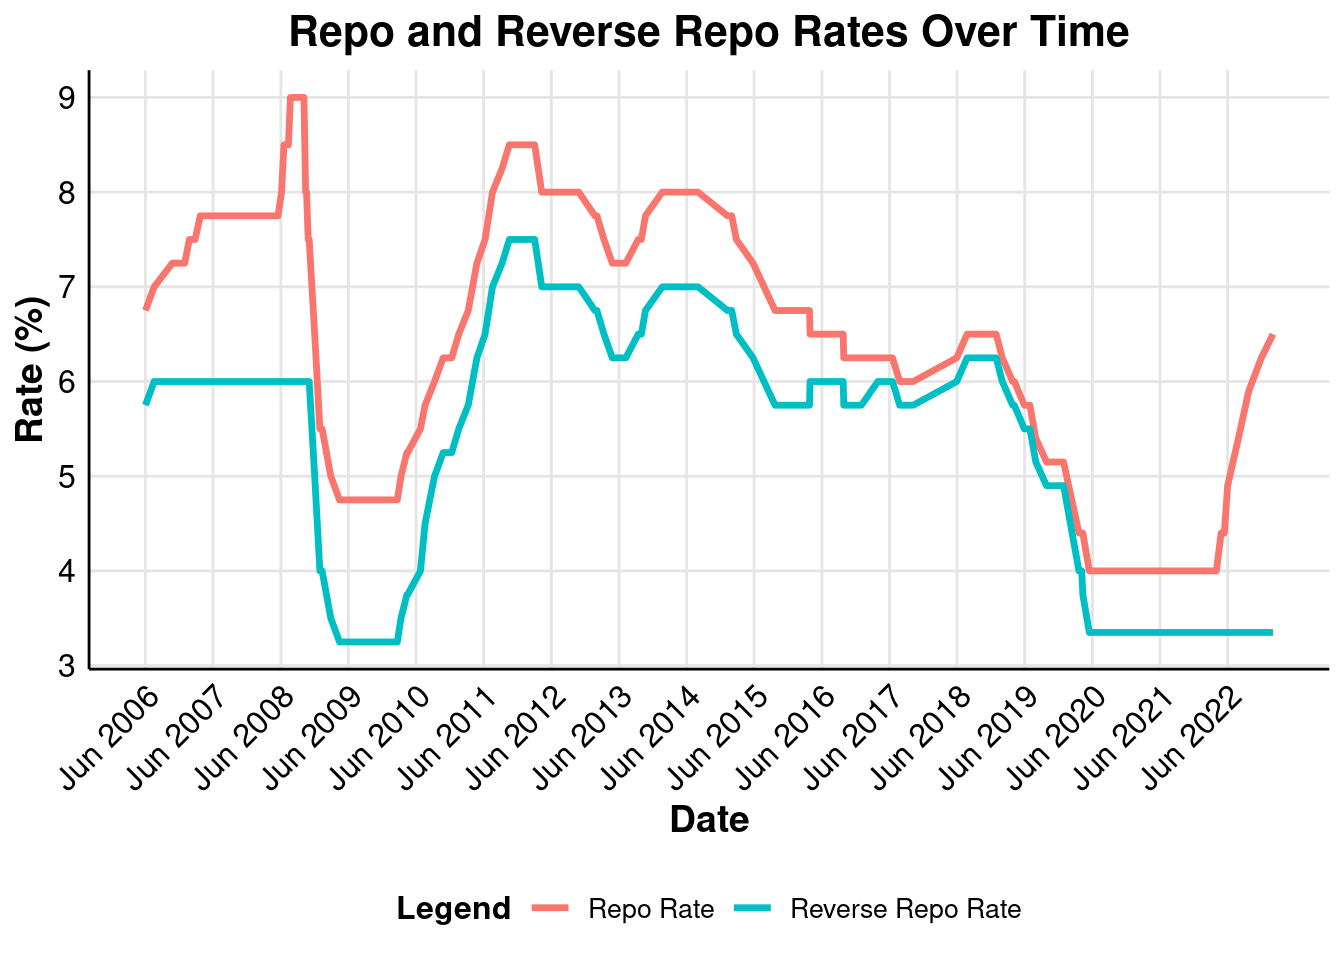 Repo and Reverse Repo Rates Over Time
Rate (%)
9
8
7
6
5
4
3
Jun 2006
Jun 2007
Jun 2008
Jun 2009
Jun 2010
Jun 2011
Jun 2012
Jun 2013
Jun 2014
Jun 2015
Jun 2016
Jun 2017
Jun 2018
Jun 2019
Jun 2020
Jun 2021
Jun 2022
Date
Legend Repo Rate Reverse Repo Rate